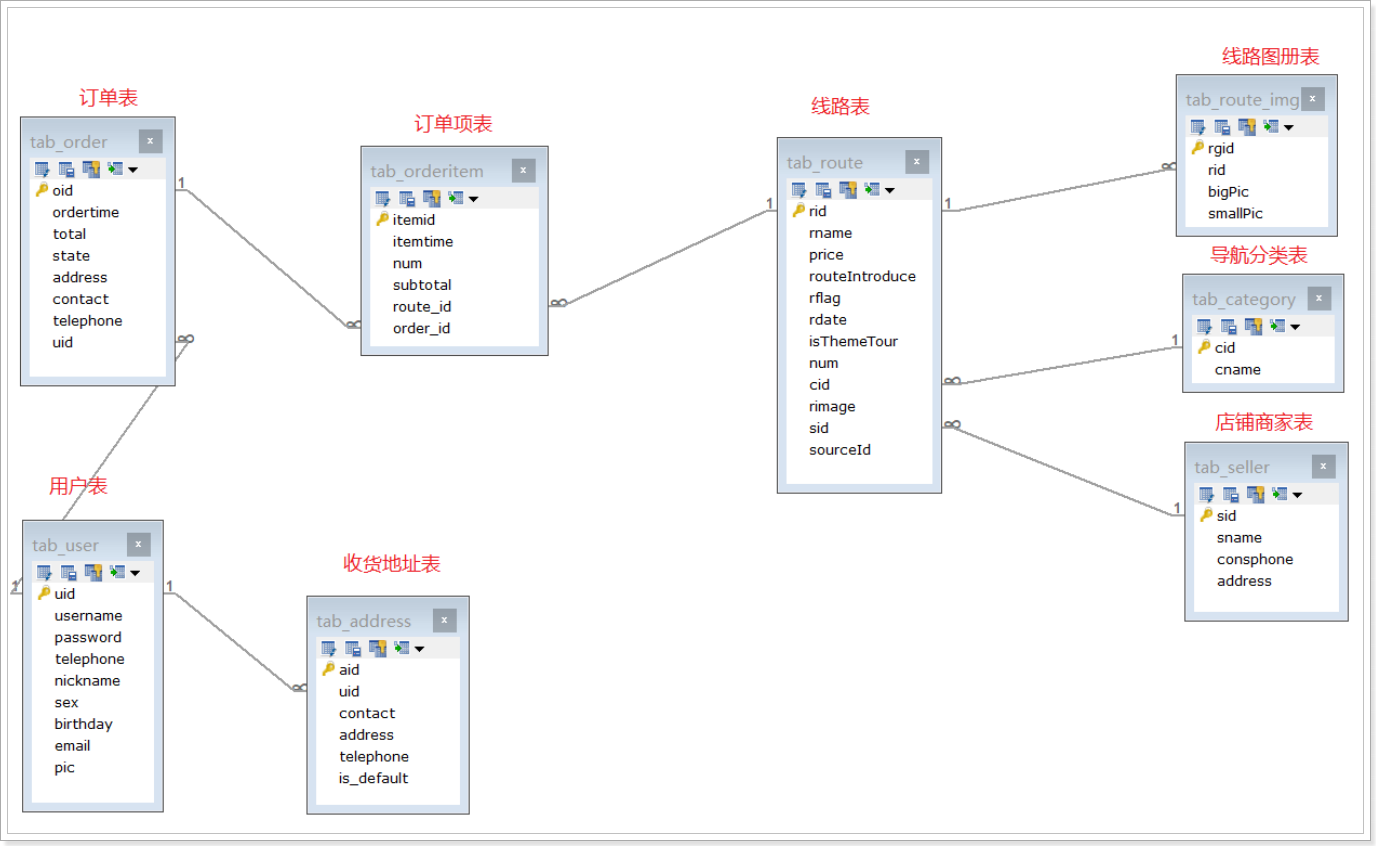 订单表
tab_order
oid
ordertime
total
state
address
contact
telephone
uid
1
∞
订单项表
tab_orderitem
itemid
itemtime
num
subtotal
route_id
order_id
∞
∞
线路表
tab_route
rid
rname
price
routeIntroduce
rflag
rdate
isThemeTour
num
cid
rimage
sid
sourceId
1
1
∞
∞
线路图册表
tab_route_img
rgid
rid
bigPic
smallPic
∞
导航分类表
tab_category
cid
cname
1
店铺商家表
tab_seller
sid
sname
consphone
address
1
用户表
tab_user
uid
username
password
telephone
nickname
sex
birthday
email
pic
1
1
收货地址表
tab_address
aid
uid
contact
address
telephone
is_default
∞